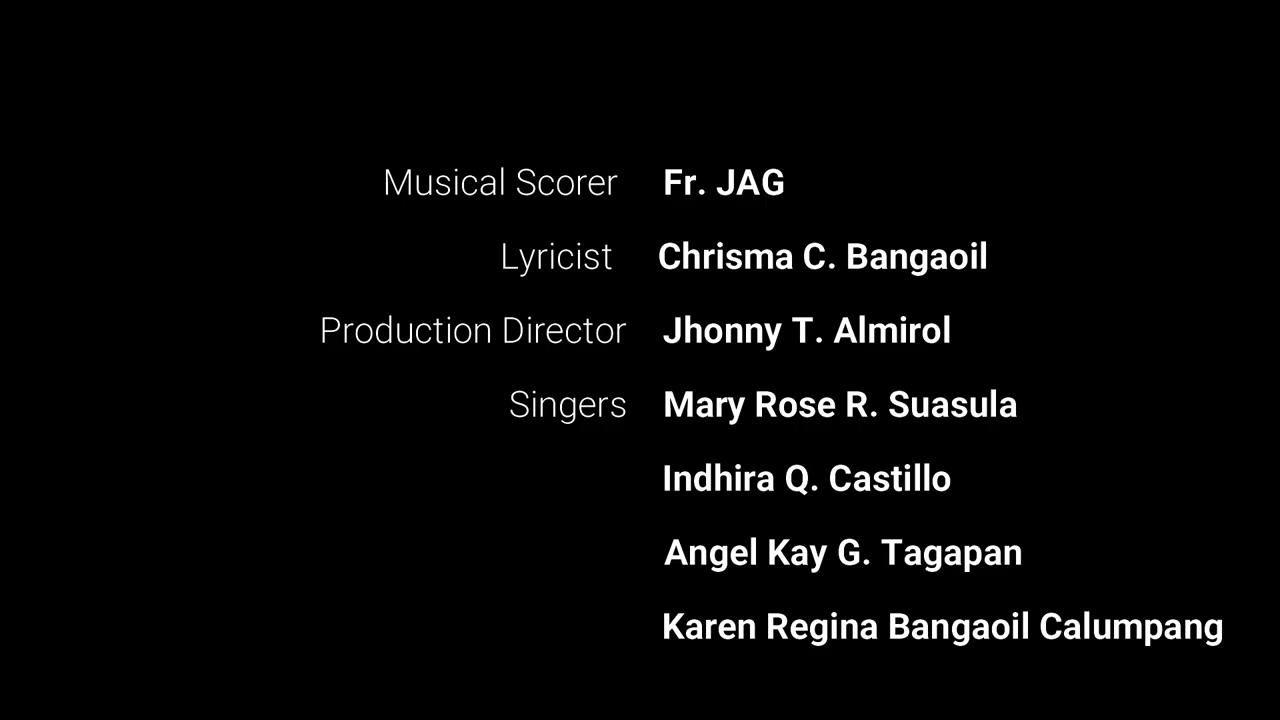 Musical Scorer Fr. JAG
Lyricist Chrisma C. Bangaoil
Production Director Jhonny T. Almirol
Singers Mary Rose R. Suasula
Indhira Q. Castillo
Angel Kay G. Tagapan
Karen Regina Bangaoil Calumpang